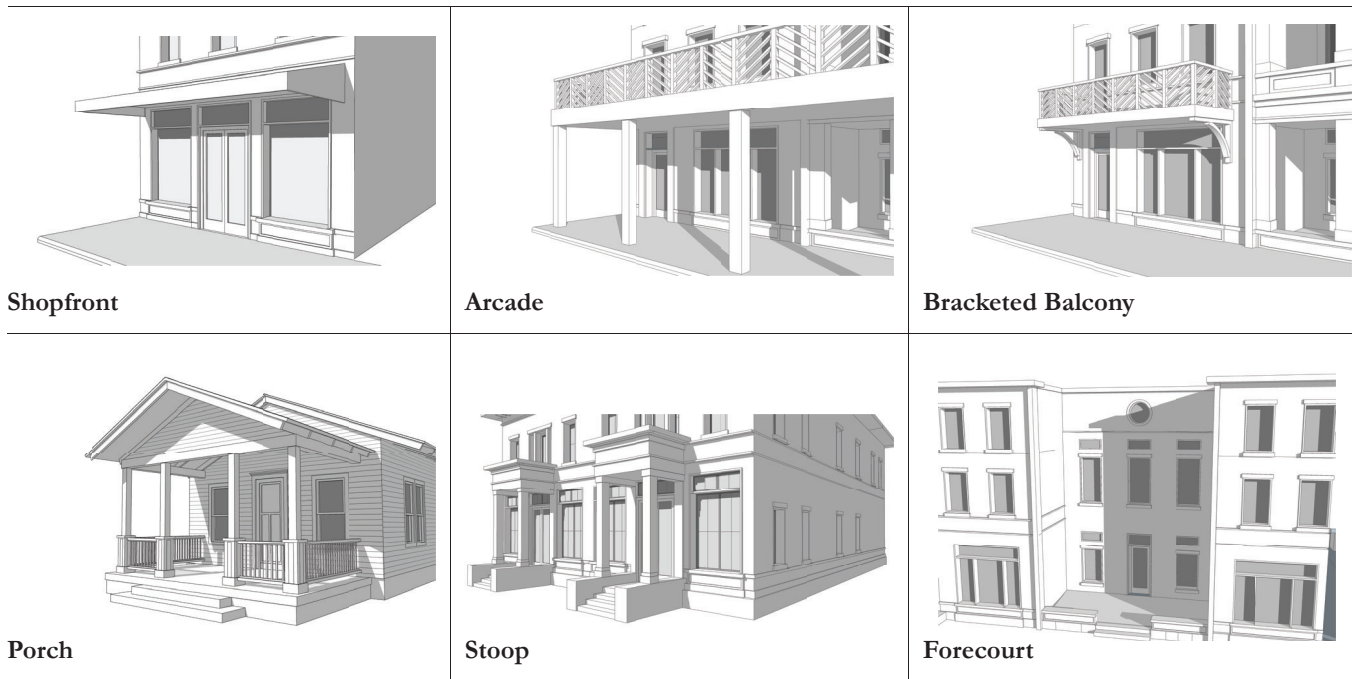 Shopfront
Arcade
Bracketed Balcony
Porch
Stoop
Forecourt